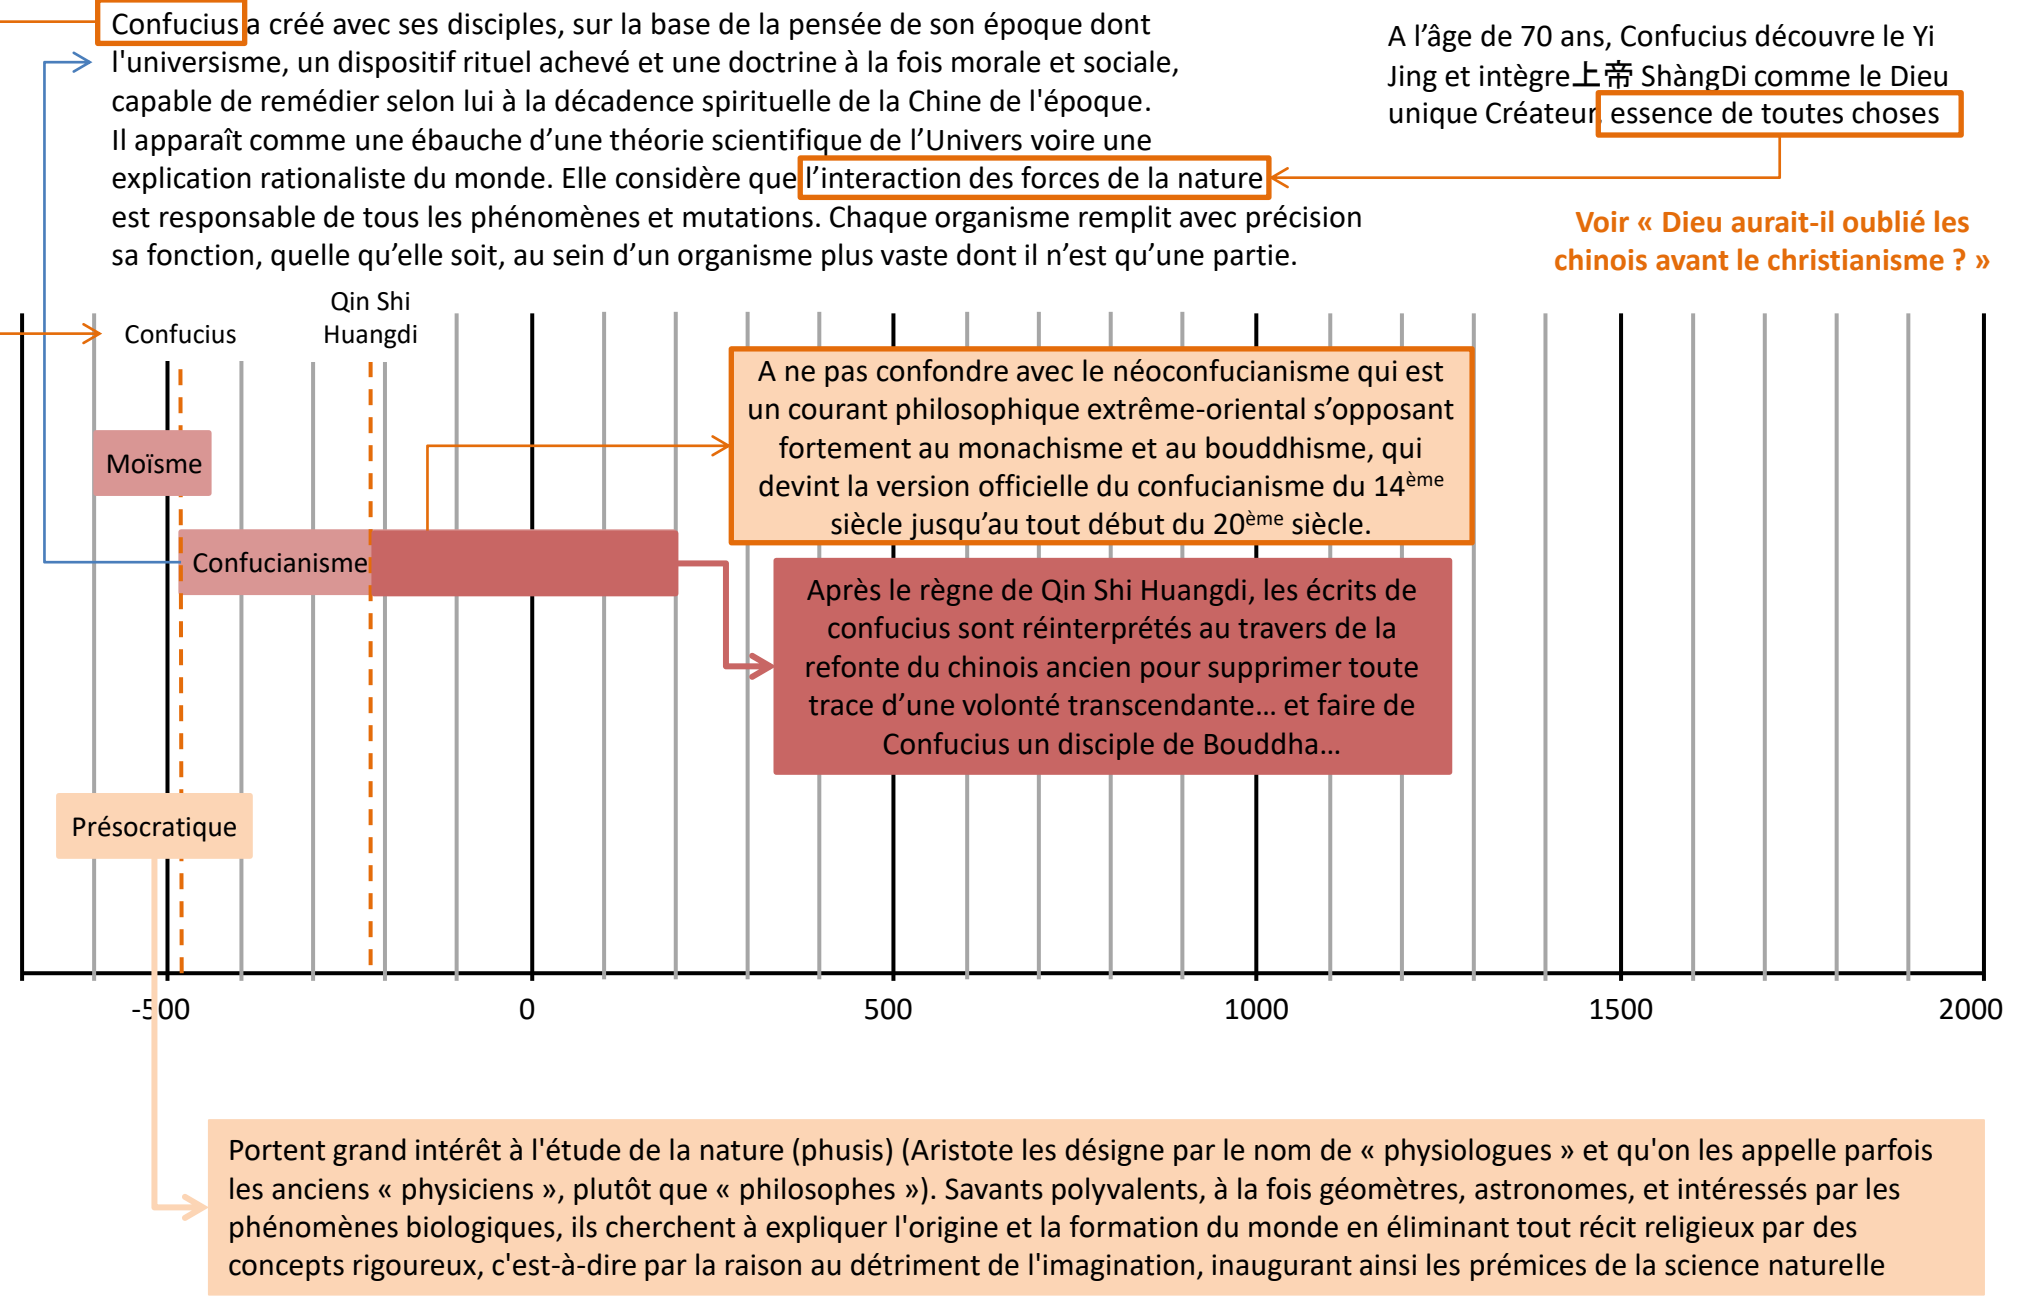 Confucius a créé avec ses disciples, sur la base de la pensée de son époque dont
l'universisme, un dispositif rituel achevé et une doctrine à la fois morale et sociale,
capable de remédier selon lui à la décadence spirituelle de la Chine de l'époque.
Il apparaît comme une ébauche d’une théorie scientifique de l’Univers voire une
explication rationaliste du monde. Elle considère que l’interaction des forces de la nature
est responsable de tous les phénomènes et mutations. Chaque organisme remplit avec précision
sa fonction, quelle qu’elle soit, au sein d’un organisme plus vaste dont il n’est qu’une partie.
A l’âge de 70 ans, Confucius découvre le Yi
Jing et intègre上帝 ShàngDi comme le Dieu
unique Créateur, essence de toutes choses
Voir « Dieu aurait-il oublié les
chinois avant le christianisme ? »
Confucius
Qin Shi
Huangdi
A ne pas confondre avec le néoconfucianisme qui est
un courant philosophique extrême-oriental s’opposant
fortement au monachisme et au bouddhisme, qui
devint la version officielle du confucianisme du 14ème
siècle jusqu’au tout début du 20ème siècle.
Moïsme
Confucianisme
Après le règne de Qin Shi Huangdi, les écrits de
confucius sont réinterprétés au travers de la
refonte du chinois ancien pour supprimer toute
trace d’une volonté transcendante… et faire de
Confucius un disciple de Bouddha…
Présocratique
-500
0
500
1000
1500
2000
Portent grand intérêt à l'étude de la nature (phusis) (Aristote les désigne par le nom de « physiologues » et qu'on les appelle parfois
les anciens « physiciens », plutôt que « philosophes »). Savants polyvalents, à la fois géomètres, astronomes, et intéressés par les
phénomènes biologiques, ils cherchent à expliquer l'origine et la formation du monde en éliminant tout récit religieux par des
concepts rigoureux, c'est-à-dire par la raison au détriment de l'imagination, inaugurant ainsi les prémices de la science naturelle